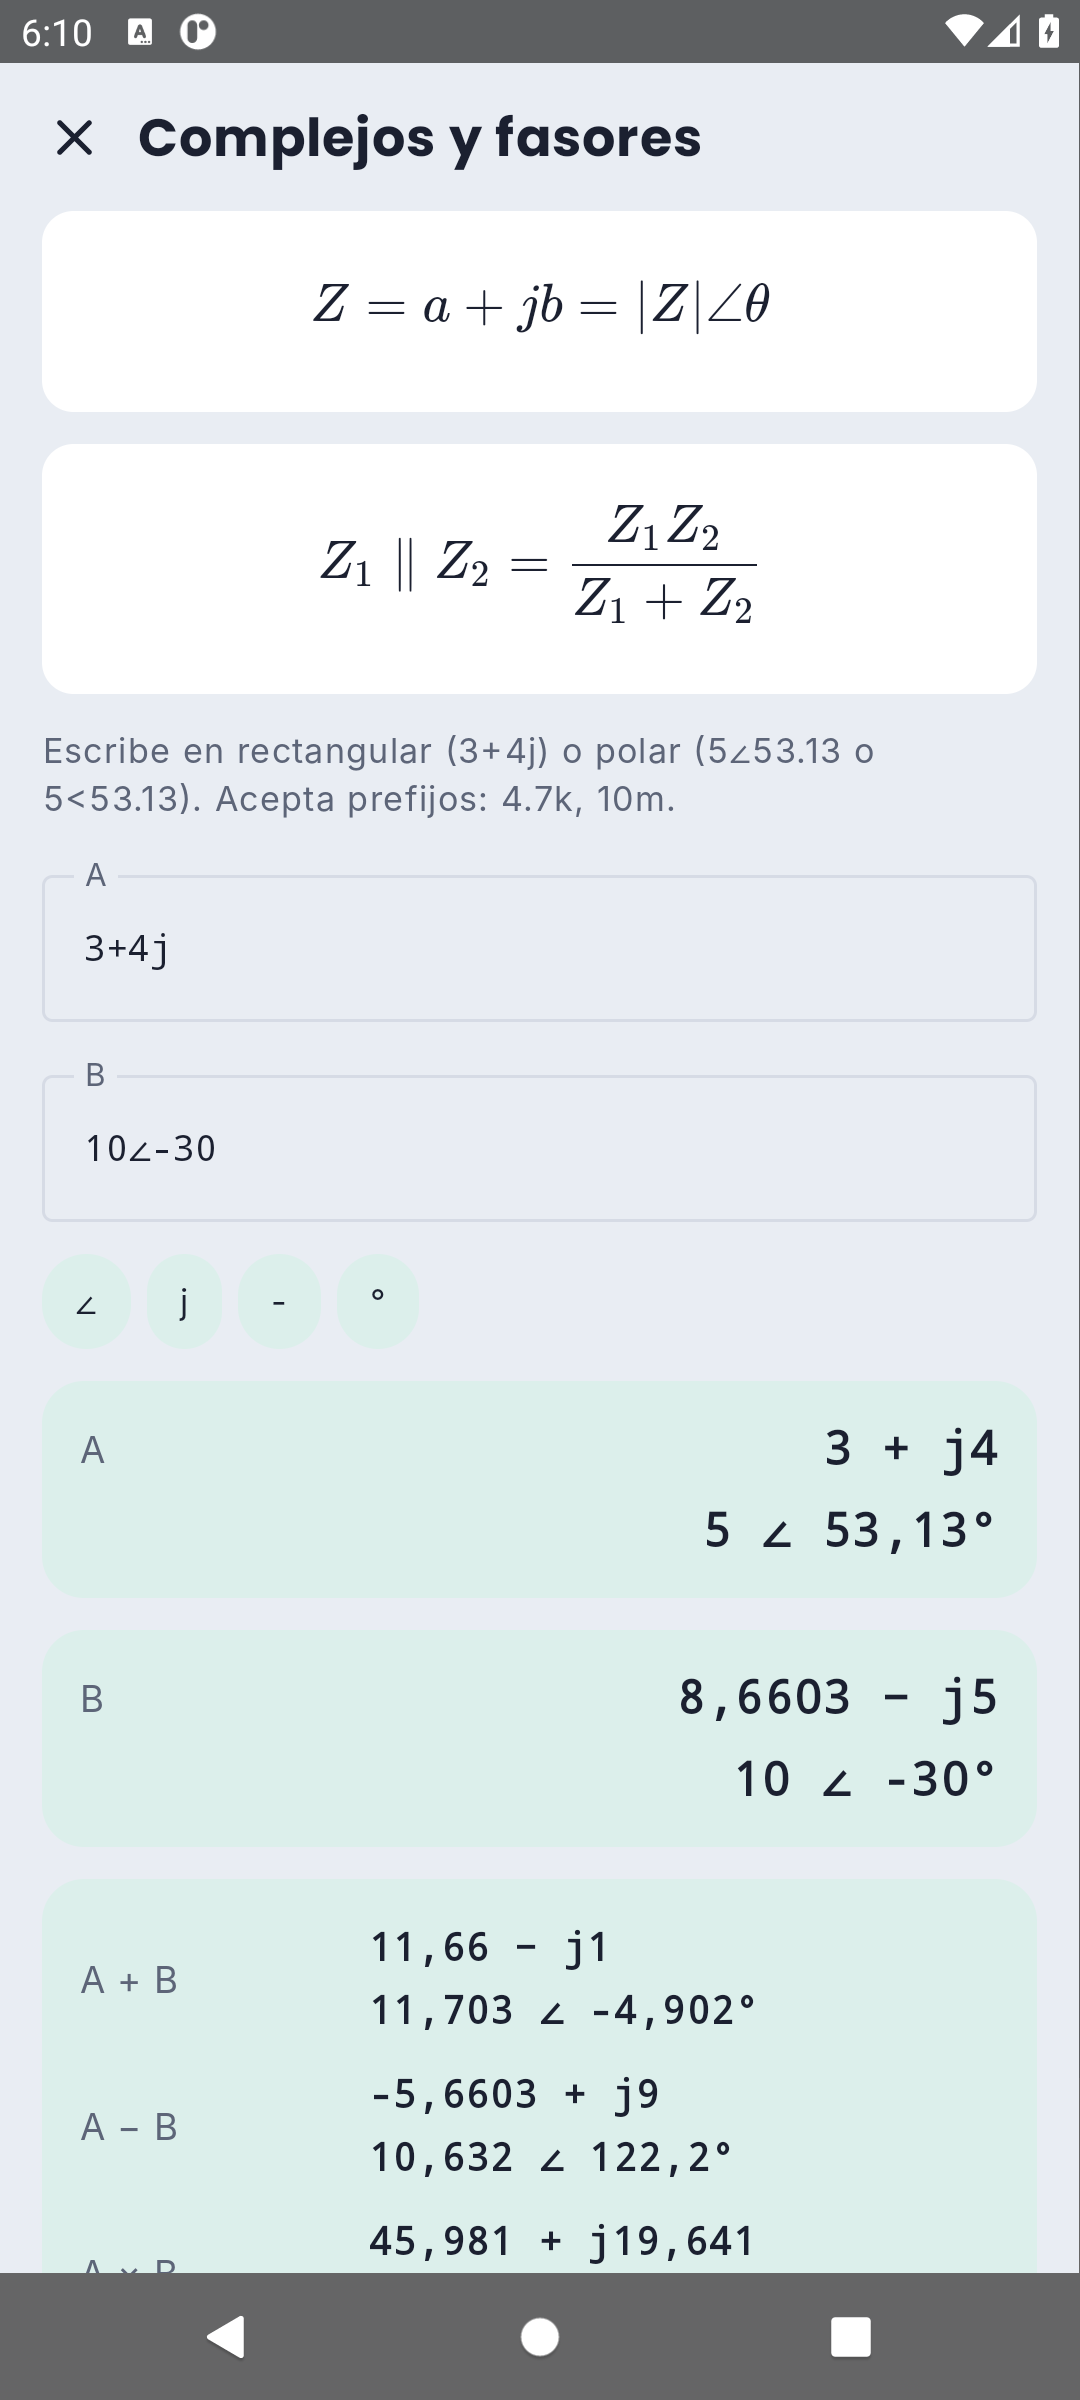 6:10
Complejos y fasores
Z = a + jb = |Z|∠θ
Z₁ ∥ Z₂ = Z₁Z₂ / (Z₁ + Z₂)
Escribe en rectangular (3+4j) o polar (5∠53.13 o
5<53.13). Acepta prefijos: 4.7k, 10m.
A
3+4j
B
10∠-30
∠ j - °
A
3 + j4
5 ∠ 53,13°
B
8,6603 − j5
10 ∠ -30°
A + B
11,66 − j1
11,703 ∠ -4,902°
A − B
-5,6603 + j9
10,632 ∠ 122,2°
A × B
45,981 + j19,641